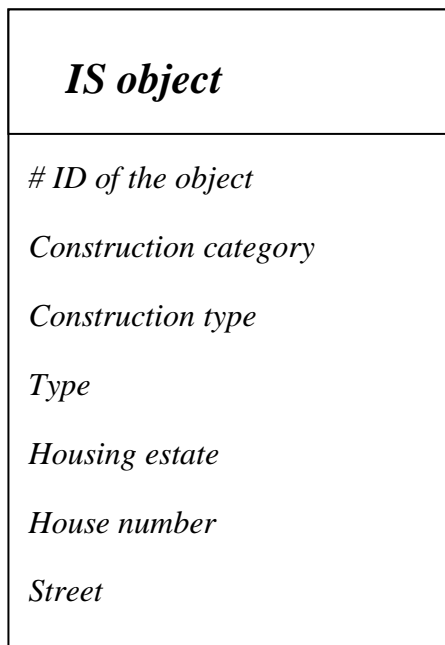 IS object
# ID of the object
Construction category
Construction type
Type
Housing estate
House number
Street